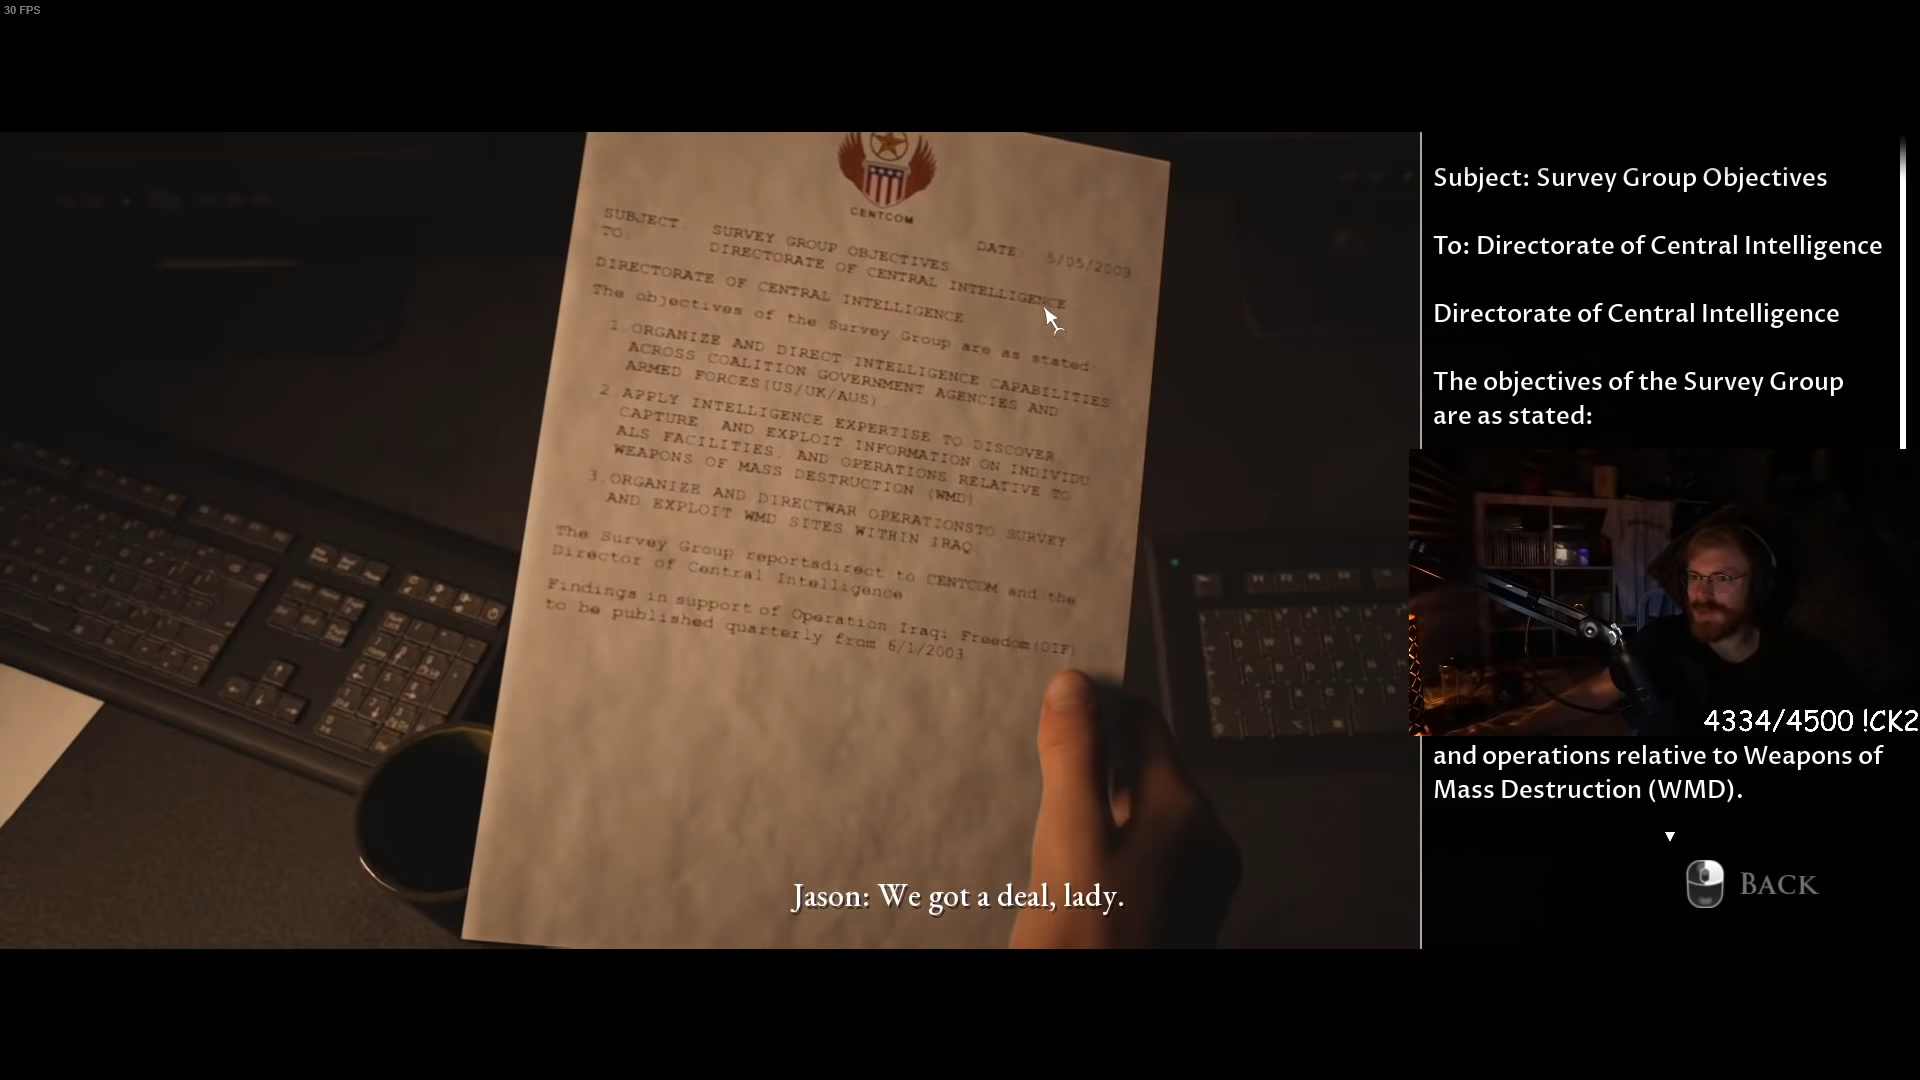 30 FPS
CENTCOM
SUBJECT: SURVEY GROUP OBJECTIVES DATE: 5/05/2003
TO: DIRECTORATE OF CENTRAL INTELLIGENCE
DIRECTORATE OF CENTRAL INTELLIGENCE
The objectives of the Survey Group are as stated
1. ORGANIZE AND DIRECT INTELLIGENCE CAPABILITIES
ACROSS COALITION GOVERNMENT AGENCIES AND
ARMED FORCES(US/UK/AUS).
2. APPLY INTELLIGENCE EXPERTISE TO DISCOVER,
CAPTURE, AND EXPLOIT INFORMATION ON INDIVIDU
ALS FACILITIES, AND OPERATIONS RELATIVE TO
WEAPONS OF MASS DESTRUCTION (WMD)
3. ORGANIZE AND DIRECTWAR OPERATIONSTO SURVEY
AND EXPLOIT WMD SITES WITHIN IRAQ
The Survey Group reportsdirect to CENTCOM and the
Director of Central Intelligence
Findings in support of Operation Iraqi Freedom(OIF)
to be published quarterly from 6/1/2003.
Jason: We got a deal, lady.
Subject: Survey Group Objectives
To: Directorate of Central Intelligence
Directorate of Central Intelligence
The objectives of the Survey Group
are as stated:
4334/4500 !CK2
and operations relative to Weapons of
Mass Destruction (WMD).
BACK